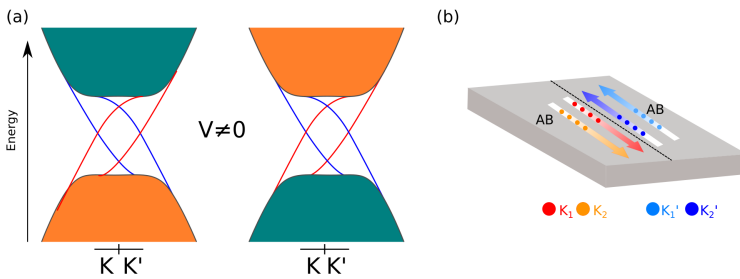 (a)
(b)
Energy
V≠0
AB
AB
K K'
K K'
K₁ K₂ K₁' K₂'